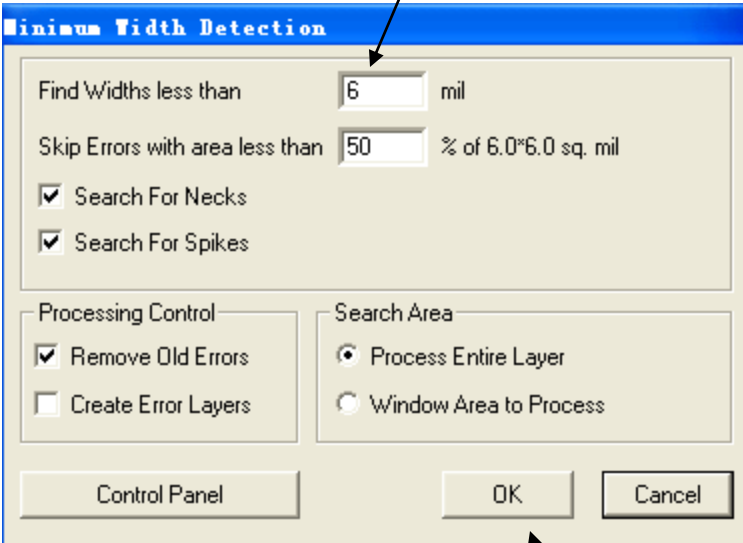 Minimum Width Detection
Find Widths less than 6 mil
Skip Errors with area less than 50 % of 6.0*6.0 sq. mil
Search For Necks
Search For Spikes
Processing Control
Remove Old Errors
Create Error Layers
Search Area
Process Entire Layer
Window Area to Process
Control Panel
OK
Cancel